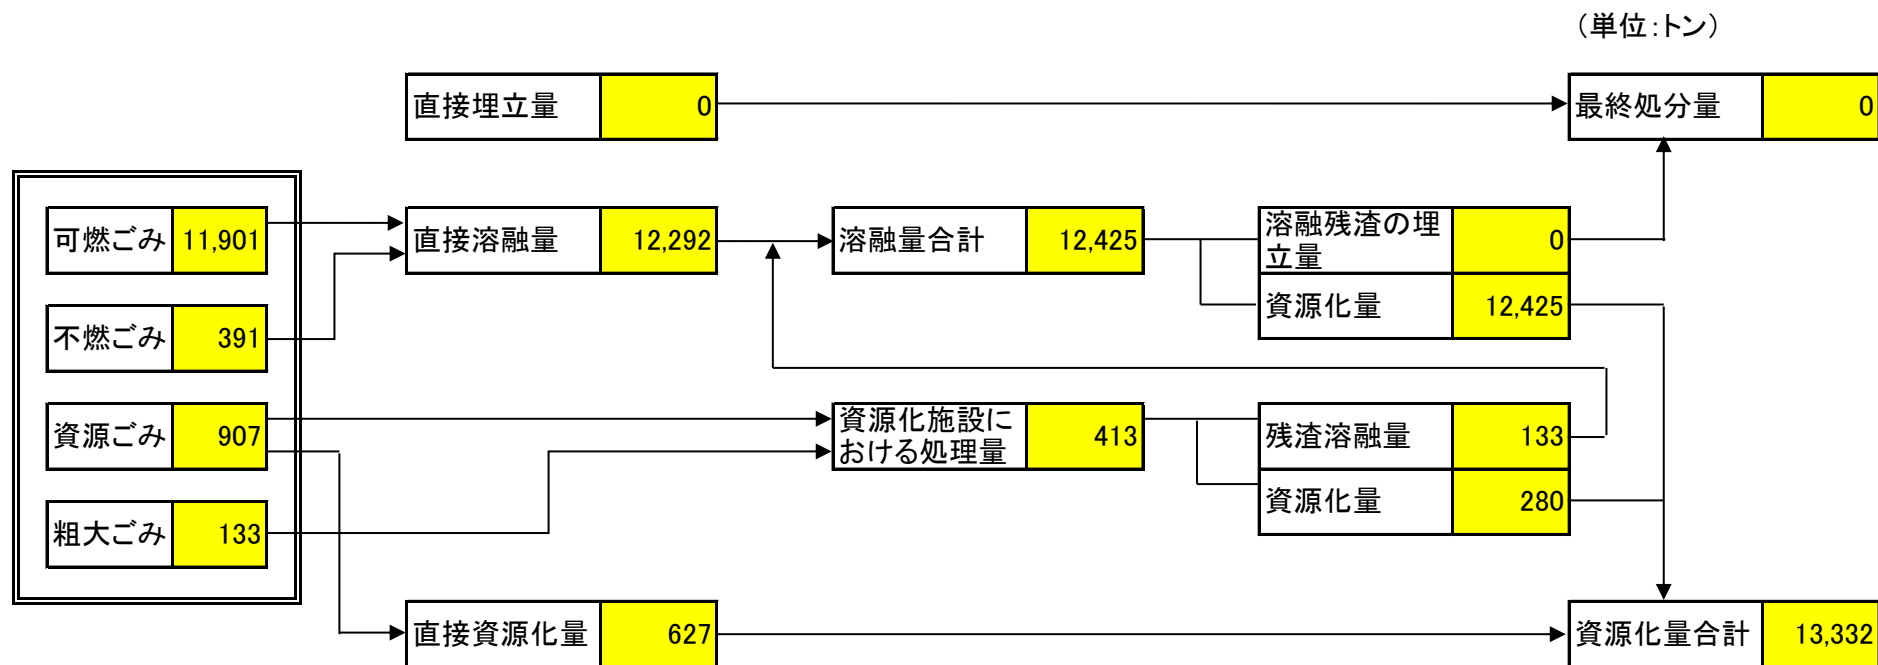 （単位：トン）
直接埋立量 0
最終処分量 0
可燃ごみ 11,901
直接溶融量 12,292
溶融量合計 12,425
溶融残渣の埋
立量 0
資源化量 12,425
不燃ごみ 391
資源ごみ 907
資源化施設に
おける処理量 413
残渣溶融量 133
資源化量 280
粗大ごみ 133
直接資源化量 627
資源化量合計 13,332